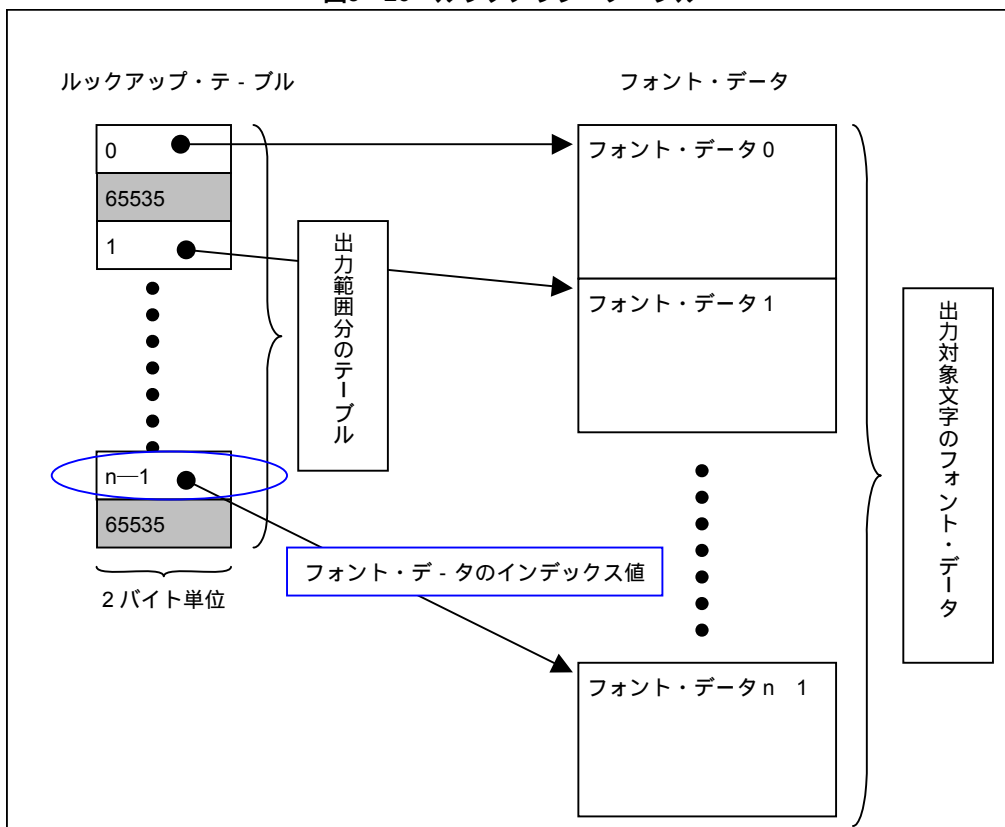 ルックアップ・テ‐ブル
フォント・データ
0
65535
1
n―1
65535
2バイト単位
出力範囲分のテーブル
フォント・データのインデックス値
フォント・データ0
フォント・データ1
フォント・データn 1
出力対象文字のフォント・データ